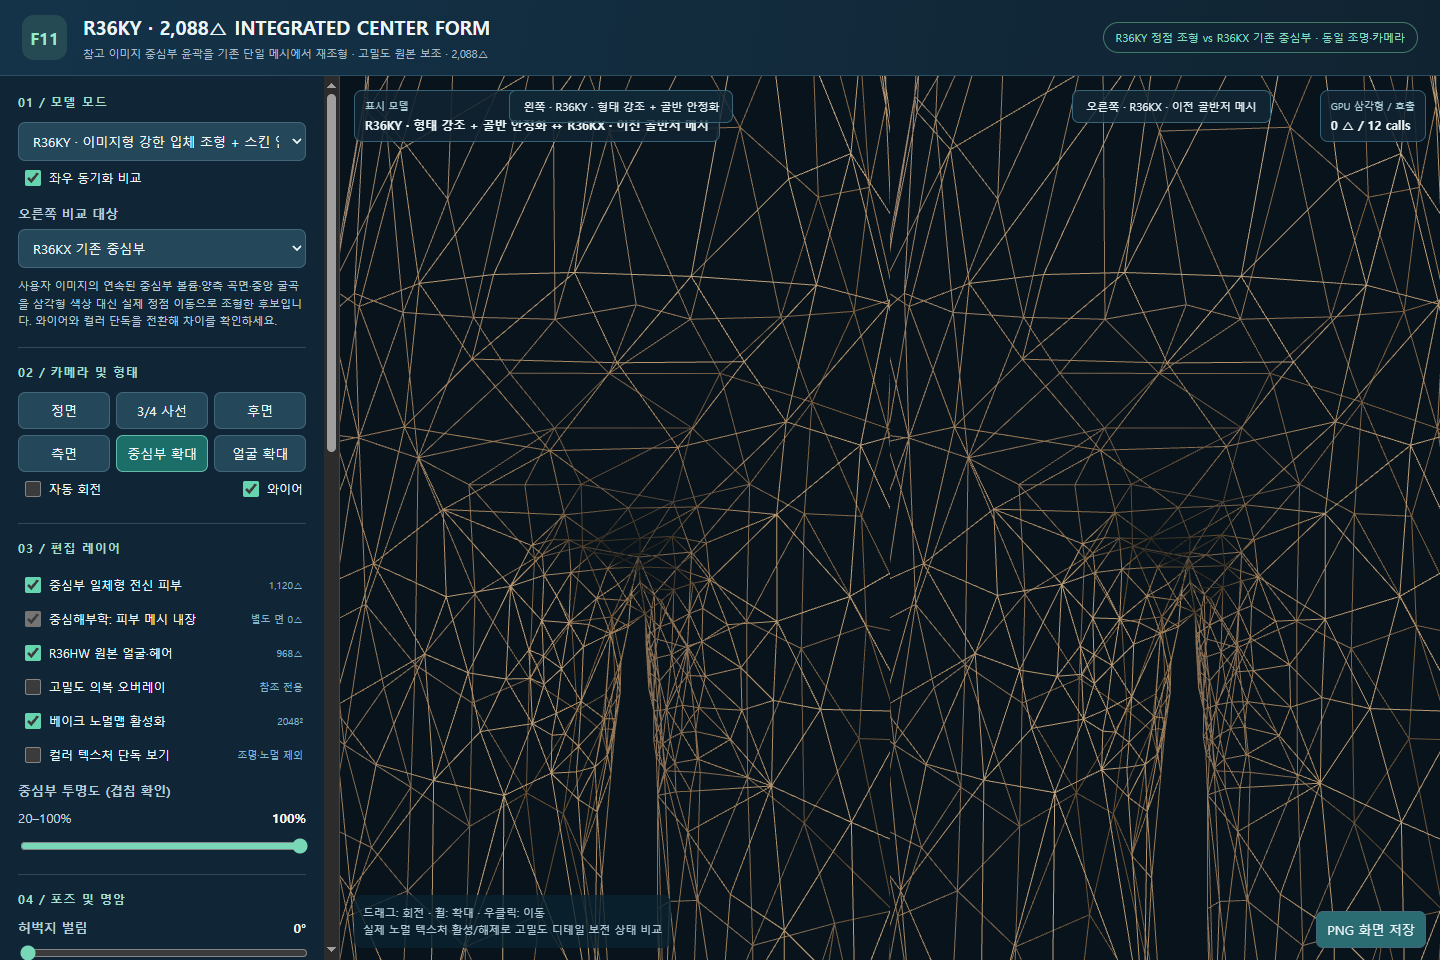 F11
R36KY · 2,088△ INTEGRATED CENTER FORM
참고 이미지 중심부 윤곽을 기존 단일 메시에서 재조형 · 고밀도 원본 보조 · 2,088△
R36KY 정점 조형 vs R36KX 기존 중심부 · 동일 조명·카메라
01 / 모델 모드
R36KY · 이미지형 강한 입체 조형 + 스킨
좌우 동기화 비교
오른쪽 비교 대상
R36KX 기존 중심부
사용자 이미지의 연속된 중심부 볼륨·양측 곡면·중앙 굴곡
을 삼각형 색상 대신 실제 정점 이동으로 조형한 후보입니
다. 와이어와 컬러 단독을 전환해 차이를 확인하세요.
02 / 카메라 및 형태
정면
3/4 사선
후면
측면
중심부 확대
얼굴 확대
자동 회전
와이어
03 / 편집 레이어
중심부 일체형 전신 피부
1,120△
중심해부학: 피부 메시 내장
별도 면 0△
R36HW 원본 얼굴·헤어
968△
고밀도 의복 오버레이
참조 전용
베이크 노멀맵 활성화
2048²
컬러 텍스처 단독 보기
조명·노멀 제외
중심부 투명도 (겹침 확인)
20–100%
100%
04 / 포즈 및 명암
허벅지 벌림
0°
표시 모델
R36KY · 형태 강조 + 골반 안정화 ↔ R36KX · 이전 골반저 메시
왼쪽 · R36KY · 형태 강조 + 골반 안정화
오른쪽 · R36KX · 이전 골반저 메시
GPU 삼각형 / 호출
0 △ / 12 calls
드래그: 회전 · 휠: 확대 · 우클릭: 이동
실제 노멀 텍스처 활성/해제로 고밀도 디테일 보전 상태 비교
PNG 화면 저장